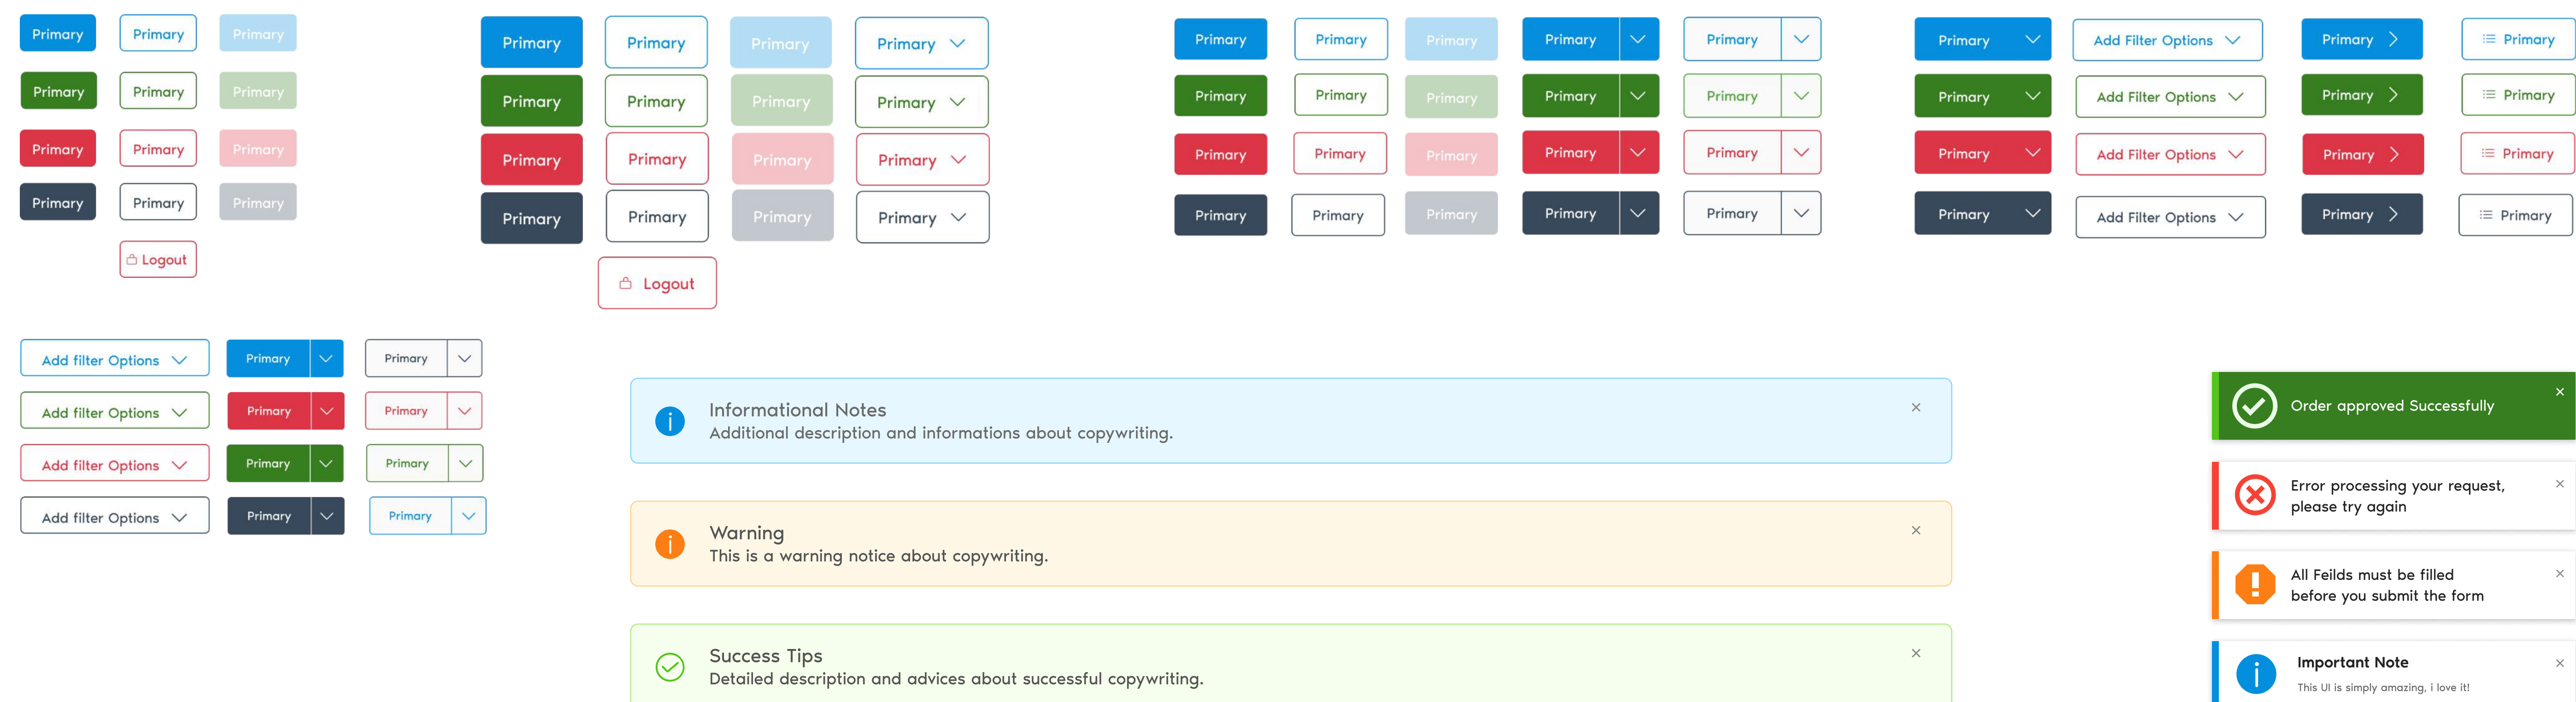 Primary Primary Primary
Primary Primary Primary
Primary Primary Primary
Primary Primary Primary
Logout
Primary Primary Primary Primary
Primary Primary Primary Primary
Primary Primary Primary Primary
Primary Primary Primary Primary
Logout
Primary Primary Primary Primary Primary
Primary Primary Primary Primary Primary
Primary Primary Primary Primary Primary
Primary Primary Primary Primary Primary
Primary Add Filter Options Primary Primary
Primary Add Filter Options Primary Primary
Primary Add Filter Options Primary Primary
Primary Add Filter Options Primary Primary
Add filter Options Primary Primary
Add filter Options Primary Primary
Add filter Options Primary Primary
Add filter Options Primary Primary
Informational Notes
Additional description and informations about copywriting.
Warning
This is a warning notice about copywriting.
Success Tips
Detailed description and advices about successful copywriting.
Order approved Successfully
Error processing your request,
please try again
All Feilds must be filled
before you submit the form
Important Note
This UI is simply amazing, i love it!